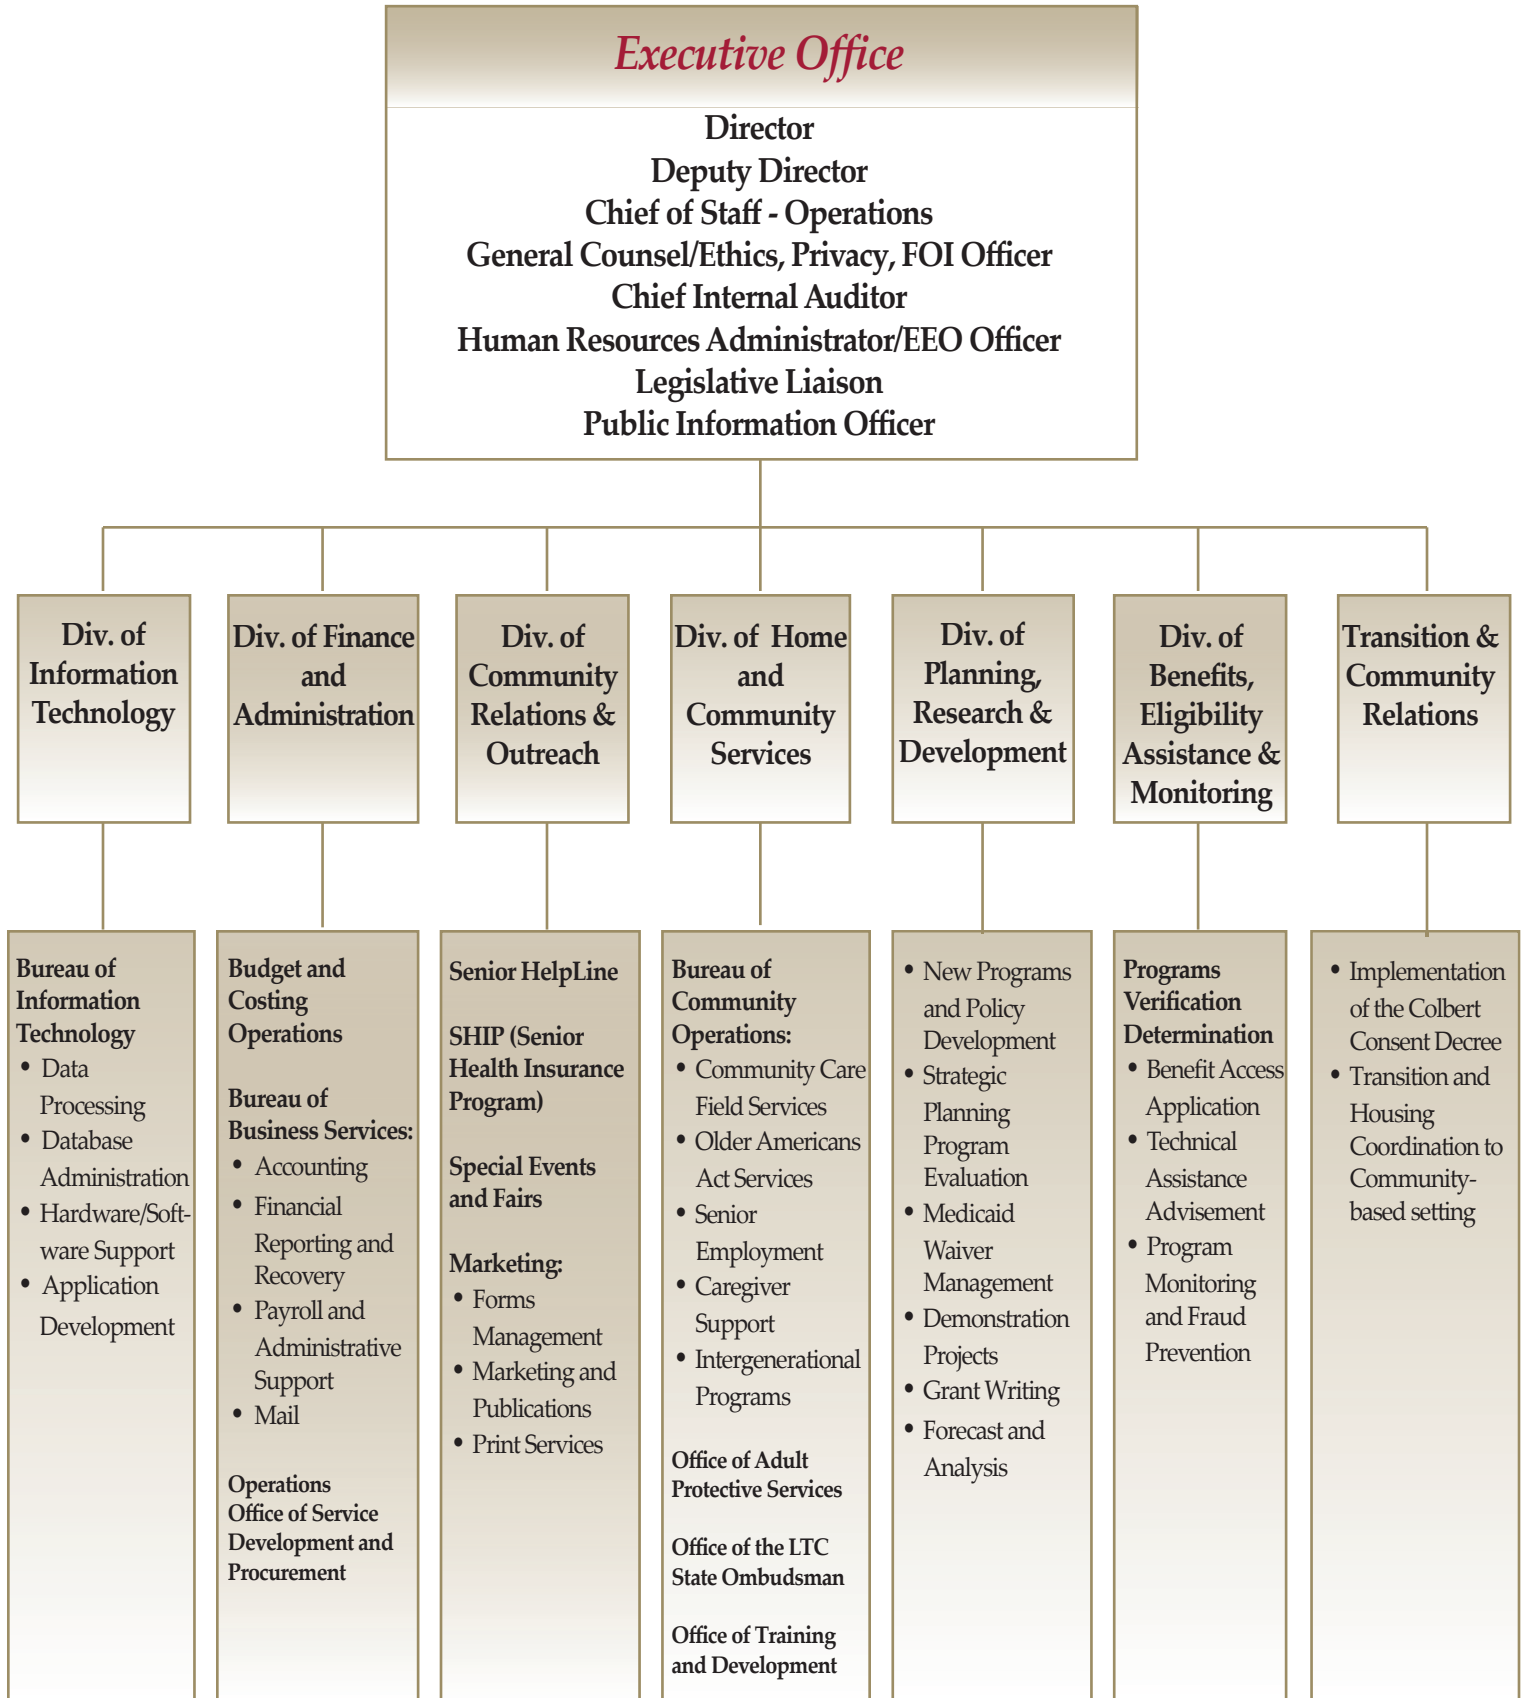 Executive Office
Director
Deputy Director
Chief of Staff - Operations
General Counsel/Ethics, Privacy, FOI Officer
Chief Internal Auditor
Human Resources Administrator/EEO Officer
Legislative Liaison
Public Information Officer
Div. of
Information
Technology
Div. of Finance
and
Administration
Div. of
Community
Relations &
Outreach
Div. of Home
and
Community
Services
Div. of
Planning,
Research &
Development
Div. of
Benefits,
Eligibility
Assistance &
Monitoring
Transition &
Community
Relations
Bureau of
Information
Technology
• Data
Processing
• Database
Administration
• Hardware/Soft-
ware Support
• Application
Development
Budget and
Costing
Operations
Bureau of
Business Services:
• Accounting
• Financial
Reporting and
Recovery
• Payroll and
Administrative
Support
• Mail
Operations
Office of Service
Development and
Procurement
Senior HelpLine
SHIP (Senior
Health Insurance
Program)
Special Events
and Fairs
Marketing:
• Forms
Management
• Marketing and
Publications
• Print Services
Bureau of
Community
Operations:
• Community Care
Field Services
• Older Americans
Act Services
• Senior
Employment
• Caregiver
Support
• Intergenerational
Programs
Office of Adult
Protective Services
Office of the LTC
State Ombudsman
Office of Training
and Development
• New Programs
and Policy
Development
• Strategic
Planning
Program
Evaluation
• Medicaid
Waiver
Management
• Demonstration
Projects
• Grant Writing
• Forecast and
Analysis
Programs
Verification
Determination
• Benefit Access
Application
• Technical
Assistance
Advisement
• Program
Monitoring
and Fraud
Prevention
• Implementation
of the Colbert
Consent Decree
• Transition and
Housing
Coordination to
Community-
based setting